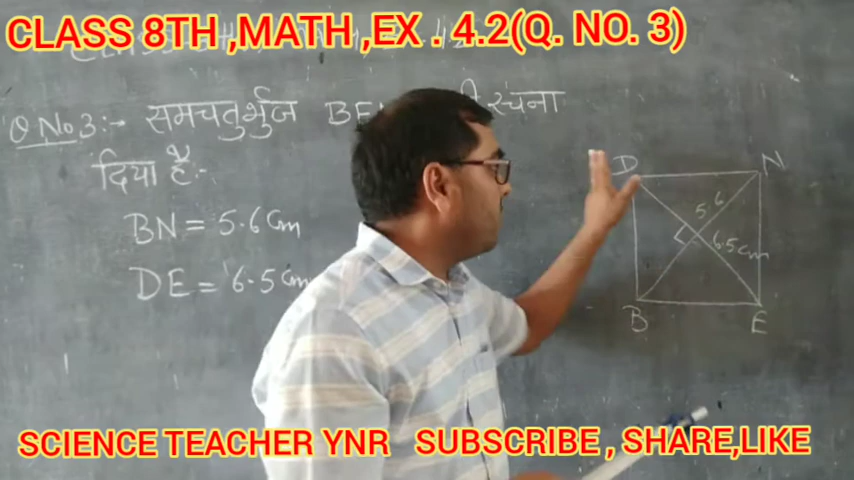 CLASS 8TH ,MATH ,EX . 4.2(Q. NO. 3)
Q No 3:- समचतुर्भुज रचना
दिया है:-
BN = 5.6 Cm
DE = 6.5 cm
D N
5.6
6.5cm
B E
SCIENCE TEACHER YNR SUBSCRIBE , SHARE,LIKE